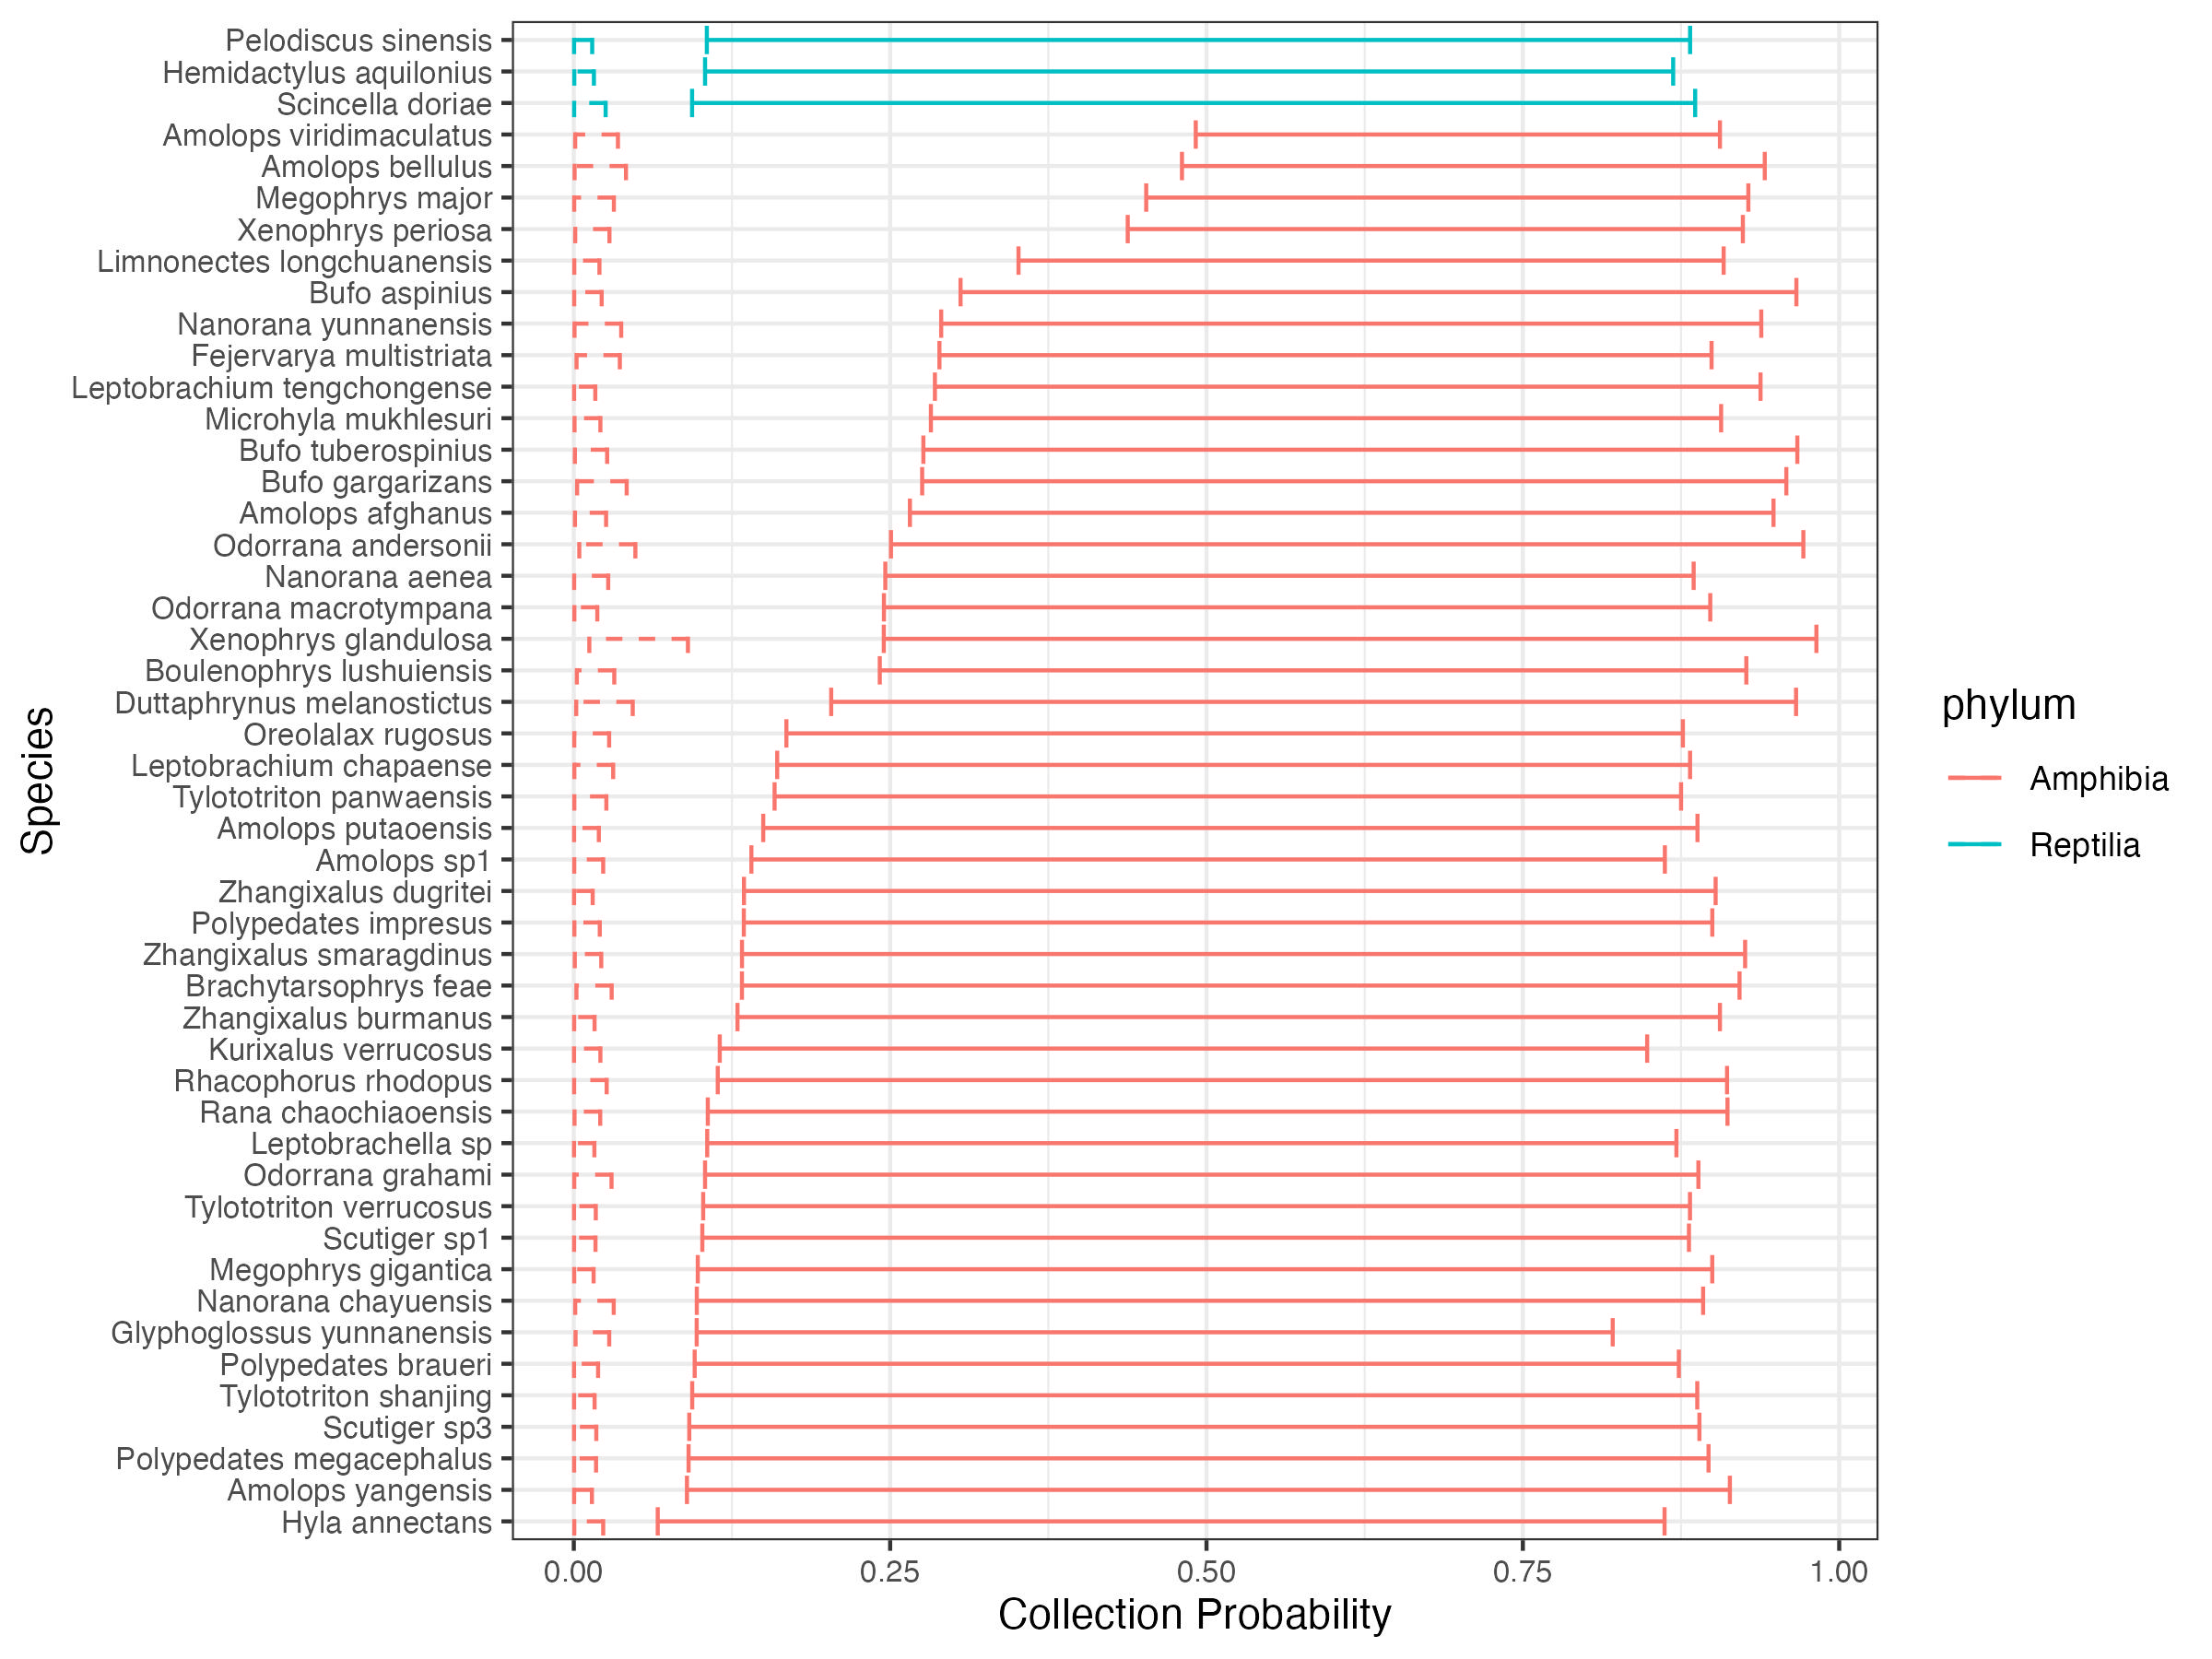 Pelodiscus sinensis
Hemidactylus aquilonius
Scincella doriae
Amolops viridimaculatus
Amolops bellulus
Megophrys major
Xenophrys periosa
Limnonectes longchuanensis
Bufo aspinius
Nanorana yunnanensis
Fejervarya multistriata
Leptobrachium tengchongense
Microhyla mukhlesuri
Bufo tuberospinius
Bufo gargarizans
Amolops afghanus
Odorrana andersonii
Nanorana aenea
Odorrana macrotympana
Xenophrys glandulosa
Boulenophrys lushuiensis
Duttaphrynus melanostictus
Oreolalax rugosus
Leptobrachium chapaense
Tylototriton panwaensis
Amolops putaoensis
Amolops sp1
Zhangixalus dugritei
Polypedates impresus
Zhangixalus smaragdinus
Brachytarsophrys feae
Zhangixalus burmanus
Kurixalus verrucosus
Rhacophorus rhodopus
Rana chaochiaoensis
Leptobrachella sp
Odorrana grahami
Tylototriton verrucosus
Scutiger sp1
Megophrys gigantica
Nanorana chayuensis
Glyphoglossus yunnanensis
Polypedates braueri
Tylototriton shanjing
Scutiger sp3
Polypedates megacephalus
Amolops yangensis
Hyla annectans
Species
0.00 0.25 0.50 0.75 1.00
Collection Probability
phylum
Amphibia
Reptilia